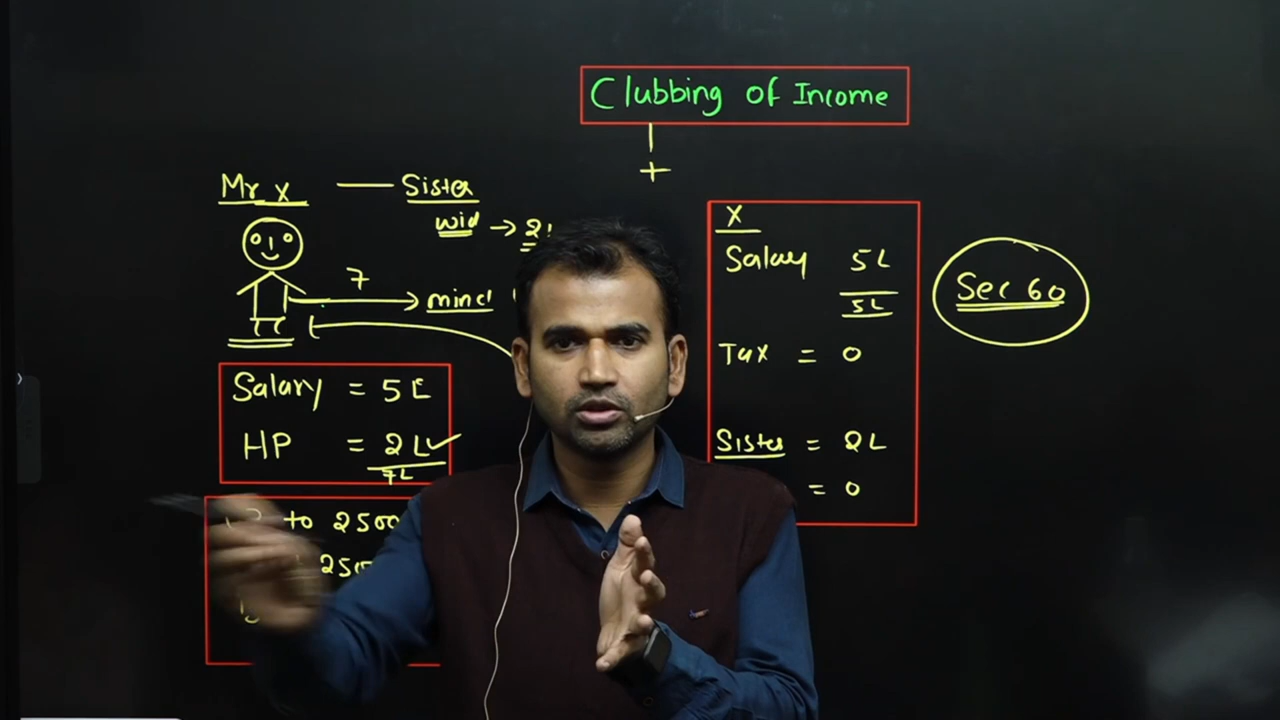 Clubbing of Income
+
Mr X — Sister
wid → 2
7
→ mind
Salary = 5L
HP = 2L ✓
7L
to 2500
X
Salary 5L
5L
Tax = 0
Sister = 2L
= 0
Sec 60